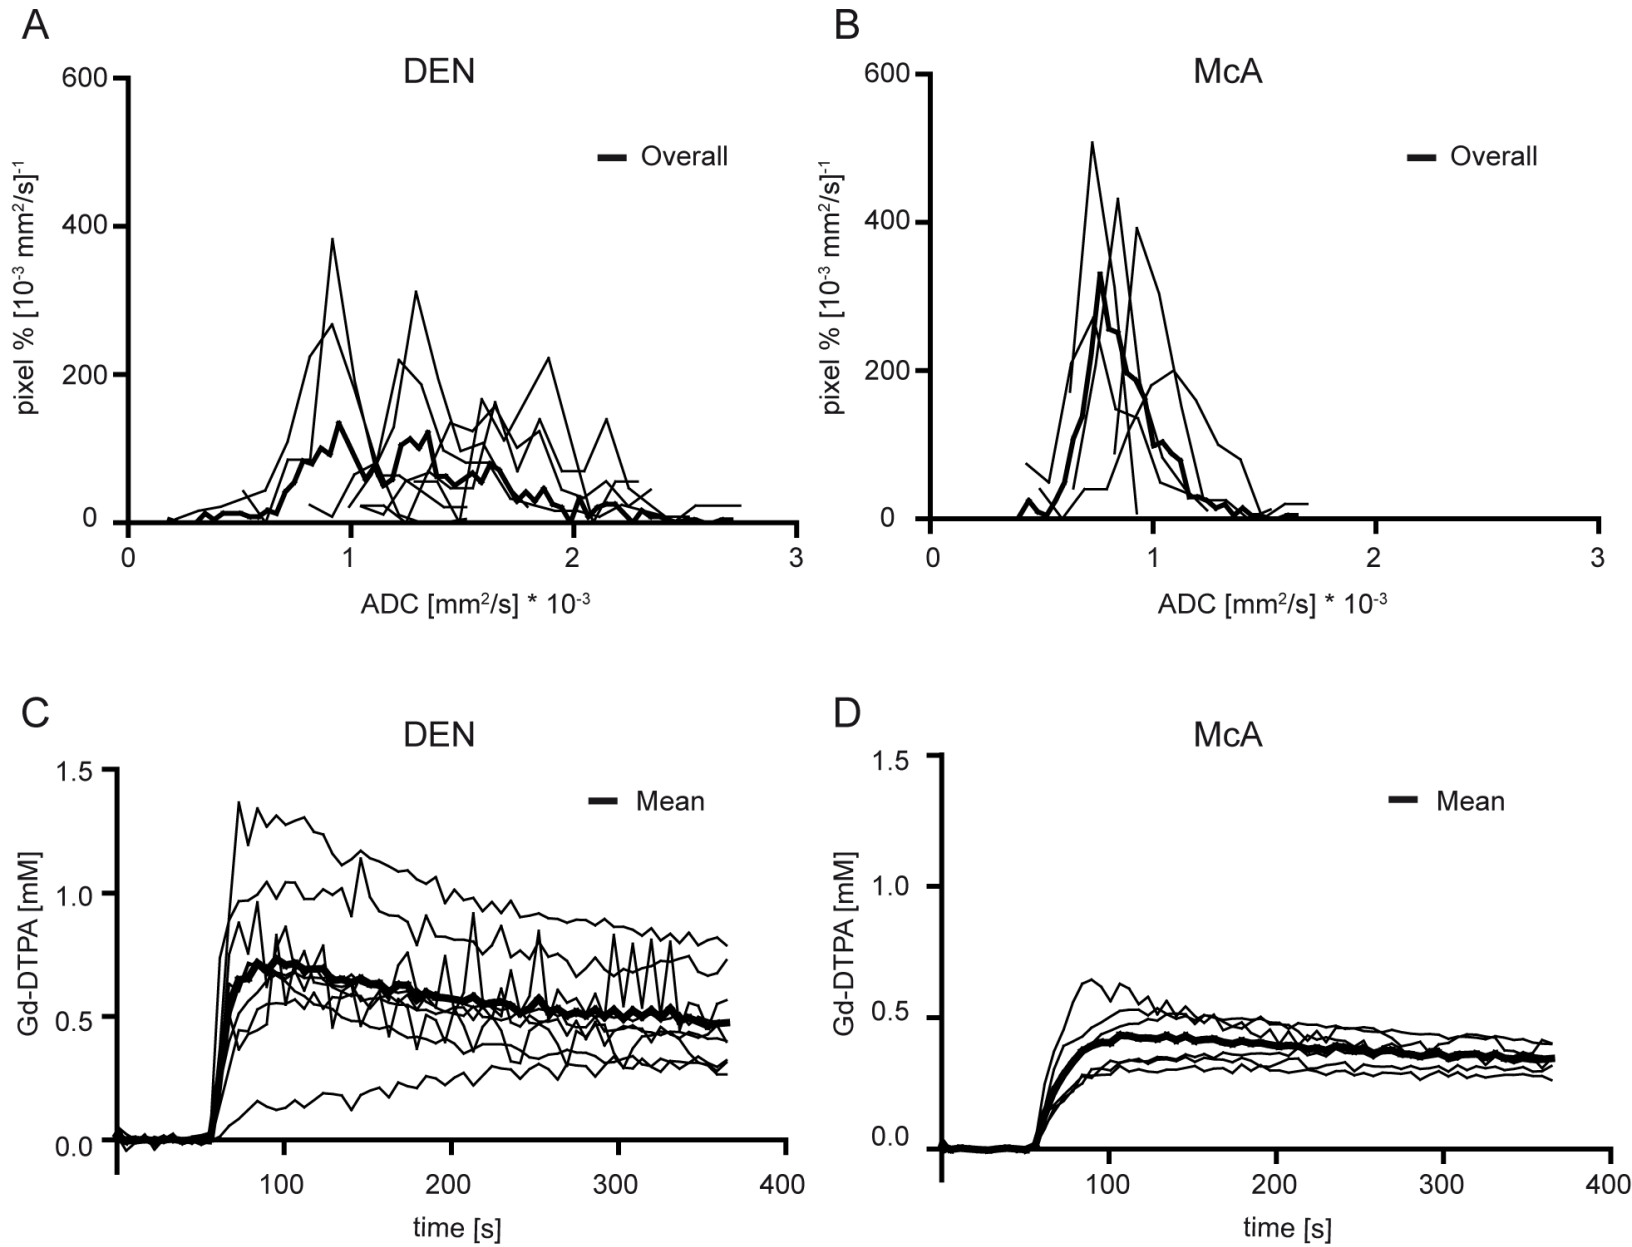 A
DEN
600
400
200
0
0 1 2 3
Overall
pixel % [10⁻³ mm²/s]⁻¹
ADC [mm²/s] * 10⁻³
B
McA
600
400
200
0
0 1 2 3
Overall
pixel % [10⁻³ mm²/s]⁻¹
ADC [mm²/s] * 10⁻³
C
DEN
1.5
1.0
0.5
0.0
100 200 300 400
Mean
Gd-DTPA [mM]
time [s]
D
McA
1.5
1.0
0.5
0.0
100 200 300 400
Mean
Gd-DTPA [mM]
time [s]